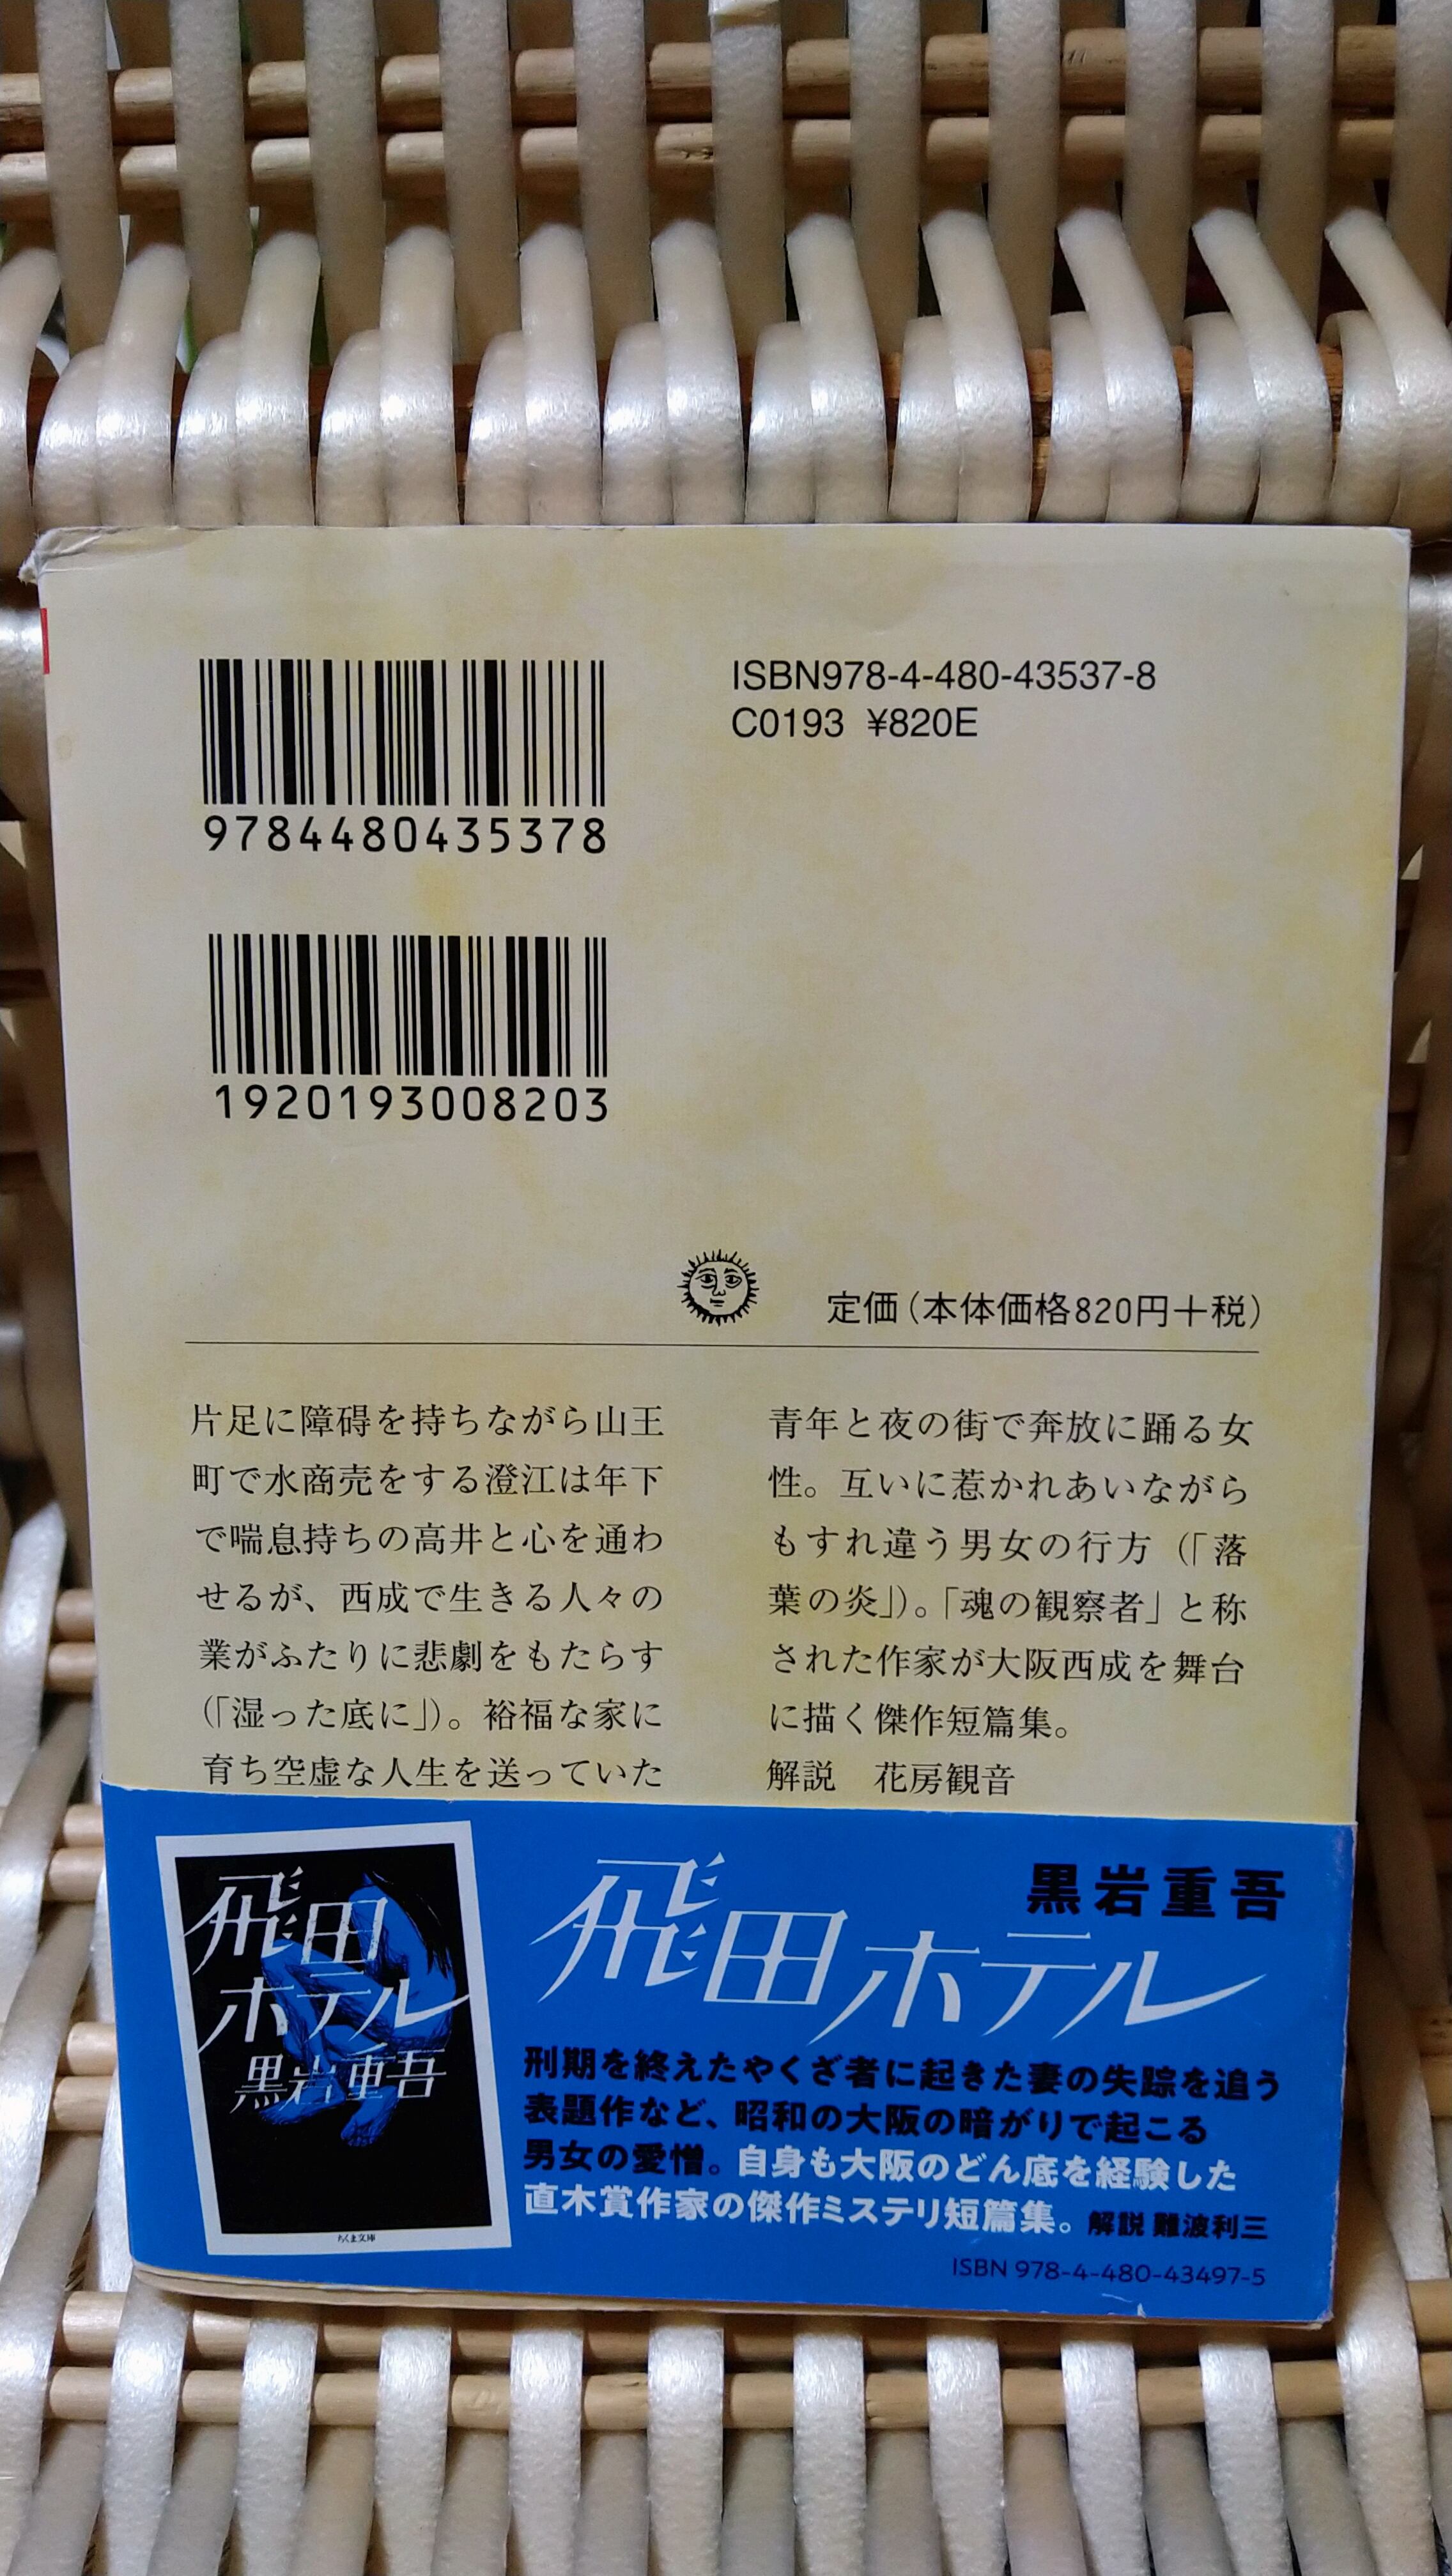 ISBN978-4-480-43537-8
C0193 ¥820E
9784480435378
1920193008203
定価(本体価格820円+税)
片足に障碍を持ちながら山王
町で水商売をする澄江は年下
で喘息持ちの高井と心を通わ
せるが、西成で生きる人々の
業がふたりに悲劇をもたらす
(「湿った底に」)。裕福な家に
育ち空虚な人生を送っていた
青年と夜の街で奔放に踊る女
性。互いに惹かれあいながら
もすれ違う男女の行方(「落
葉の炎」)。「魂の観察者」と称
された作家が大阪西成を舞台
に描く傑作短篇集。
解説 花房観音
飛田
ホテル
黒岩重吾
ちくま文庫
黒岩重吾
飛田ホテル
刑期を終えたやくざ者に起きた妻の失踪を追う
表題作など、昭和の大阪の暗がりで起こる
男女の愛憎。自身も大阪のどん底を経験した
直木賞作家の傑作ミステリ短篇集。解説 難波利三
ISBN 978-4-480-43497-5